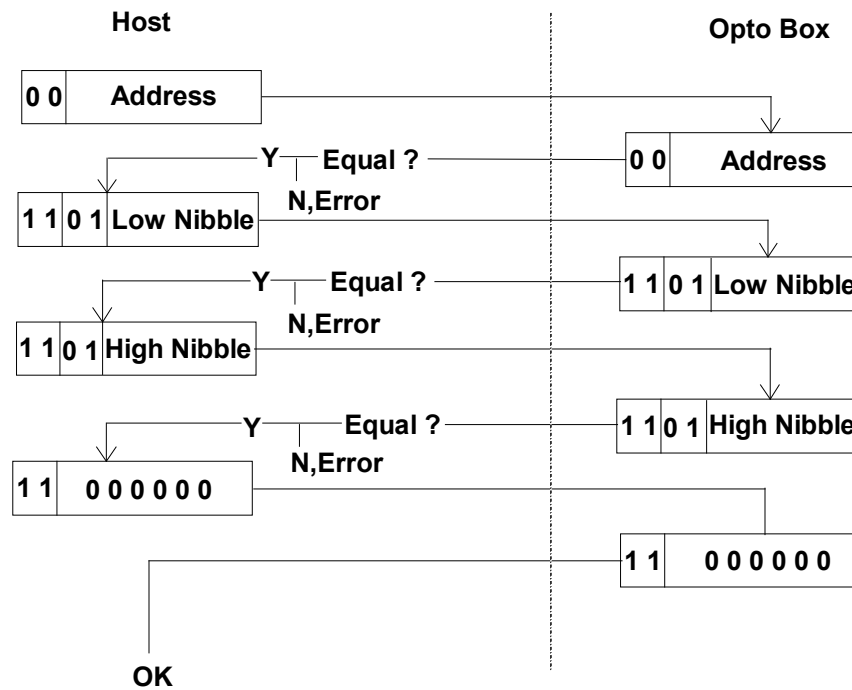 Host
Opto Box
0 0 Address
Y Equal ? 0 0 Address
N,Error
1 1 0 1 Low Nibble
Y Equal ? 1 1 0 1 Low Nibble
N,Error
1 1 0 1 High Nibble
Y Equal ? 1 1 0 1 High Nibble
N,Error
1 1 0 0 0 0 0 0
1 1 0 0 0 0 0 0
OK